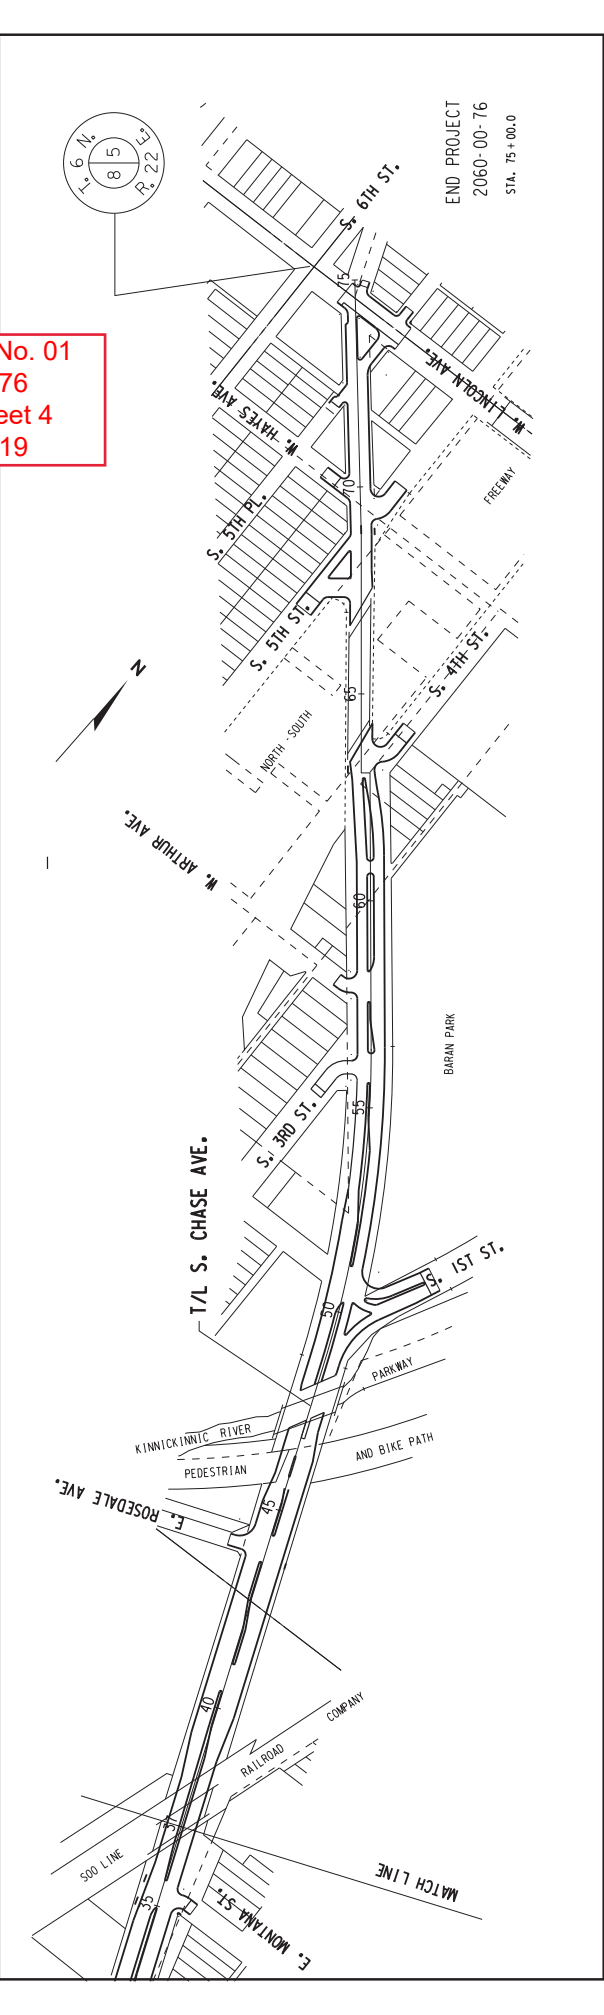 T. 6 N.
8 5
R. 22 E.
END PROJECT
2060-00-76
STA. 75 + 00.0
No. 01
76
eet 4
19
S. 6TH ST.
75
W. LINCOLN AVE.
W. HAYES AVE.
70
FREEWAY
S. 5TH PL.
S. 5TH ST.
S. 4TH ST.
65
N
NORTH - SOUTH
W. ARTHUR AVE.
60
BARAN PARK
55
S. 3RD ST.
T/L S. CHASE AVE.
S. 1ST ST.
50
PARKWAY
KINNICKINNIC RIVER
PEDESTRIAN
AND BIKE PATH
E. ROSEDALE AVE.
45
40
COMPANY
RAILROAD
37
SOO LINE
MATCH LINE
35
E. MONTANA ST.